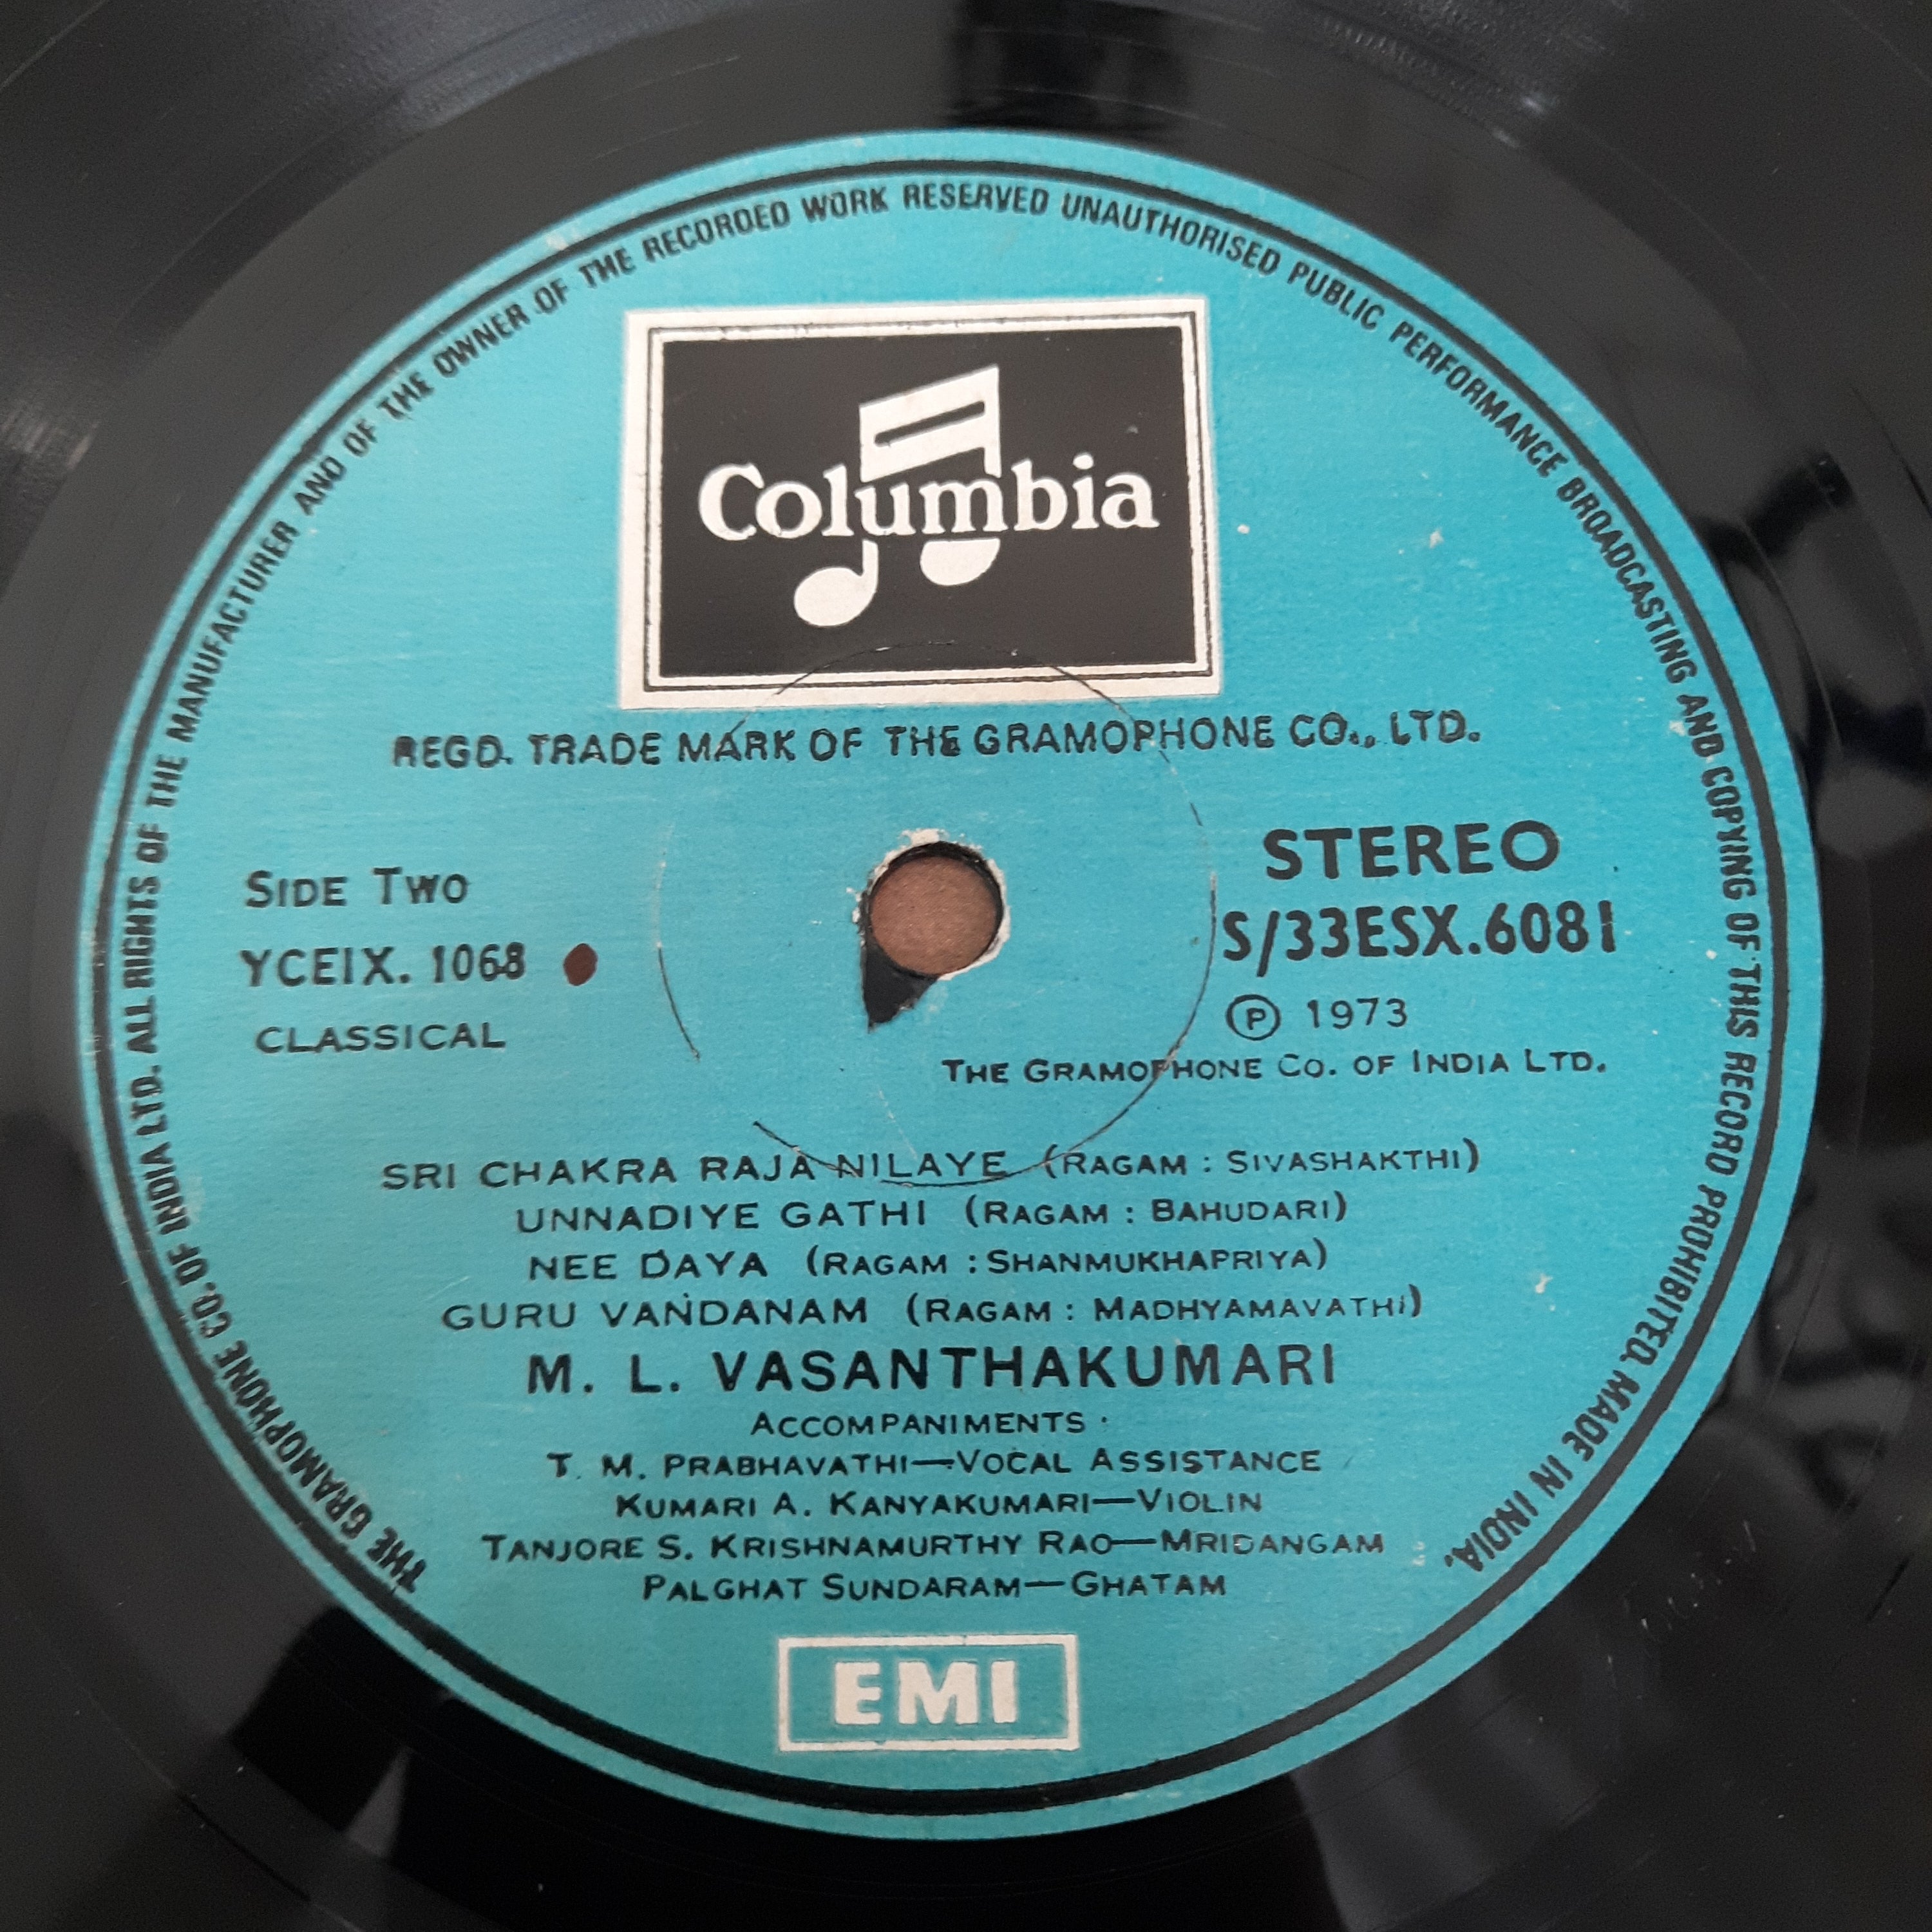 THE GRAMOPHONE CO. OF INDIA LTD. ALL RIGHTS OF THE MANUFACTURER AND OF THE OWNER OF THE RECORDED WORK RESERVED UNAUTHORISED PUBLIC PERFORMANCE BROADCASTING AND COPYING OF THIS RECORD PROHIBITED. MADE IN INDIA.
Columbia
REGD. TRADE MARK OF THE GRAMOPHONE CO., LTD.
SIDE TWO
YCEIX. 1068
CLASSICAL
STEREO
S/33ESX.6081
Ⓟ 1973
THE GRAMOPHONE CO. OF INDIA LTD.
SRI CHAKRA RAJA NILAYE (RAGAM : SIVASHAKTHI)
UNNADIYE GATHI (RAGAM : BAHUDARI)
NEE DAYA (RAGAM : SHANMUKHAPRIYA)
GURU VANDANAM (RAGAM : MADHYAMAVATHI)
M. L. VASANTHAKUMARI
ACCOMPANIMENTS :
T. M. PRABHAVATHI—VOCAL ASSISTANCE
KUMARI A. KANYAKUMARI—VIOLIN
TANJORE S. KRISHNAMURTHY RAO—MRIDANGAM
PALGHAT SUNDARAM—GHATAM
EMI